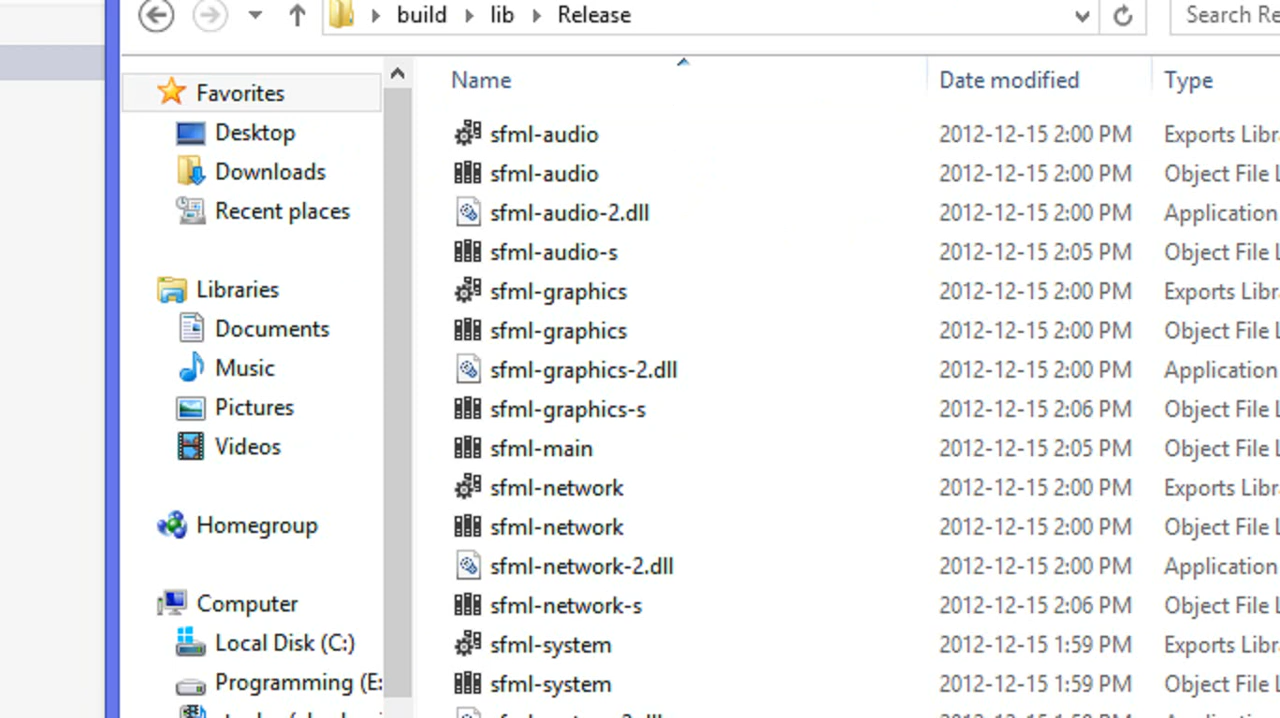 build lib Release Search Re
Name Date modified Type
Favorites
Desktop
Downloads
Recent places
Libraries
Documents
Music
Pictures
Videos
Homegroup
Computer
Local Disk (C:)
Programming (E:
sfml-audio 2012-12-15 2:00 PM Exports Libr
sfml-audio 2012-12-15 2:00 PM Object File L
sfml-audio-2.dll 2012-12-15 2:00 PM Application
sfml-audio-s 2012-12-15 2:05 PM Object File L
sfml-graphics 2012-12-15 2:00 PM Exports Libr
sfml-graphics 2012-12-15 2:00 PM Object File L
sfml-graphics-2.dll 2012-12-15 2:00 PM Application
sfml-graphics-s 2012-12-15 2:06 PM Object File L
sfml-main 2012-12-15 2:05 PM Object File L
sfml-network 2012-12-15 2:00 PM Exports Libr
sfml-network 2012-12-15 2:00 PM Object File L
sfml-network-2.dll 2012-12-15 2:00 PM Application
sfml-network-s 2012-12-15 2:06 PM Object File L
sfml-system 2012-12-15 1:59 PM Exports Libr
sfml-system 2012-12-15 1:59 PM Object File L